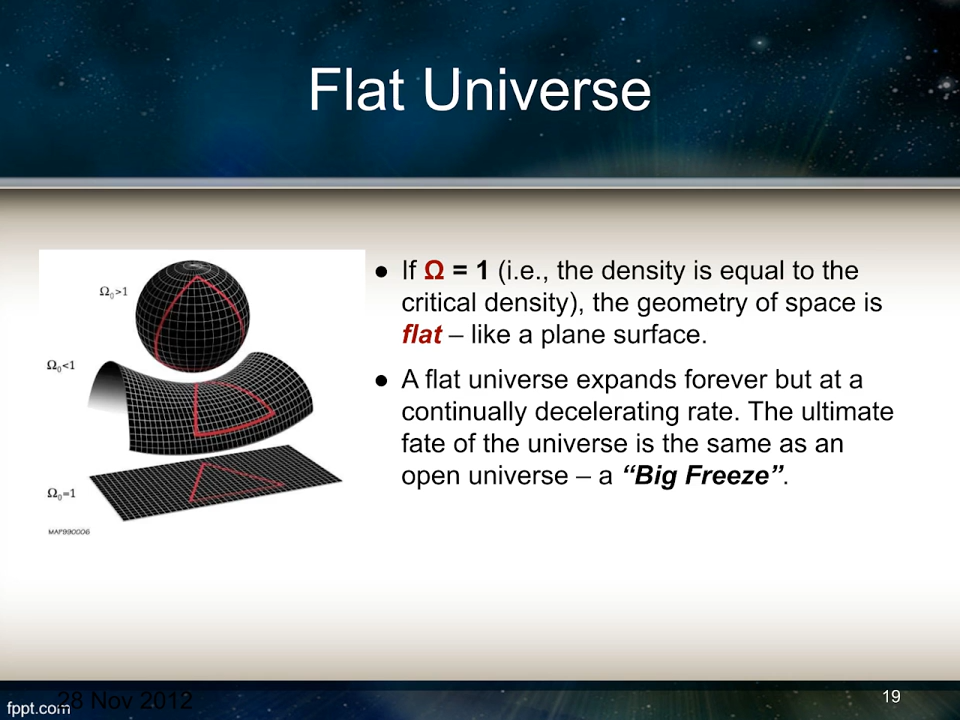 Flat Universe
Ω₀>1
Ω₀<1
Ω₀=1
MAP990006
● If Ω = 1 (i.e., the density is equal to the
critical density), the geometry of space is
flat – like a plane surface.
● A flat universe expands forever but at a
continually decelerating rate. The ultimate
fate of the universe is the same as an
open universe – a “Big Freeze”.
28 Nov 2012
fppt.com
19